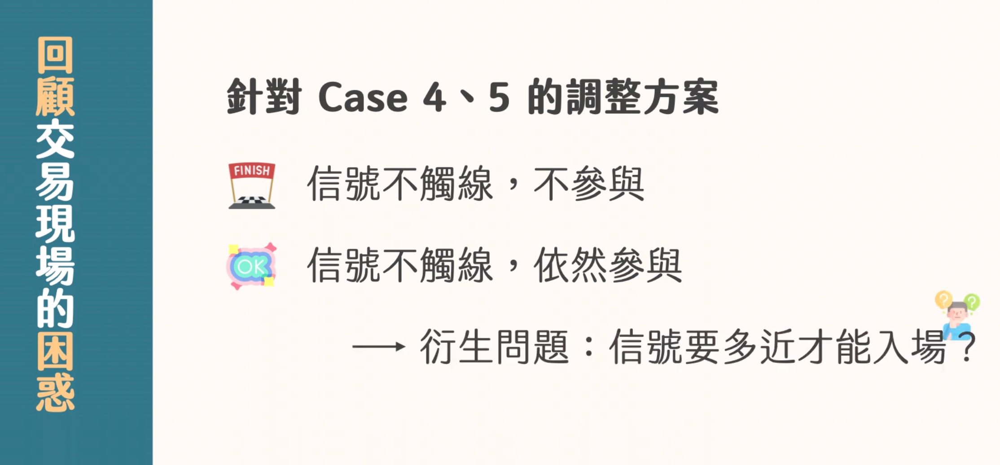 回顧交易現場的困惑
針對 Case 4、5 的調整方案
FINISH
信號不觸線，不參與
OK
信號不觸線，依然參與
? ?
→ 衍生問題：信號要多近才能入場？